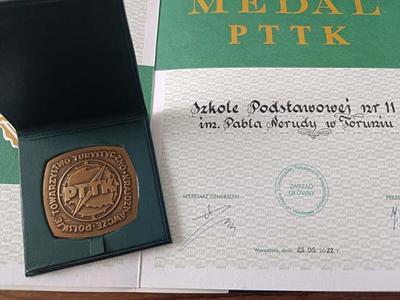 MEDAL
PTTK
Szkole Podstawowej nr 11
im. Pabla Nerudy w Toruniu
SEKRETARZ GENERALNY
ZARZĄD
GŁÓWNY
Warszawa, dnia 25.05.2022 r.
POLSKIE TOWARZYSTWO TURYSTYCZNO-KRAJOZNAWCZE
PTTK